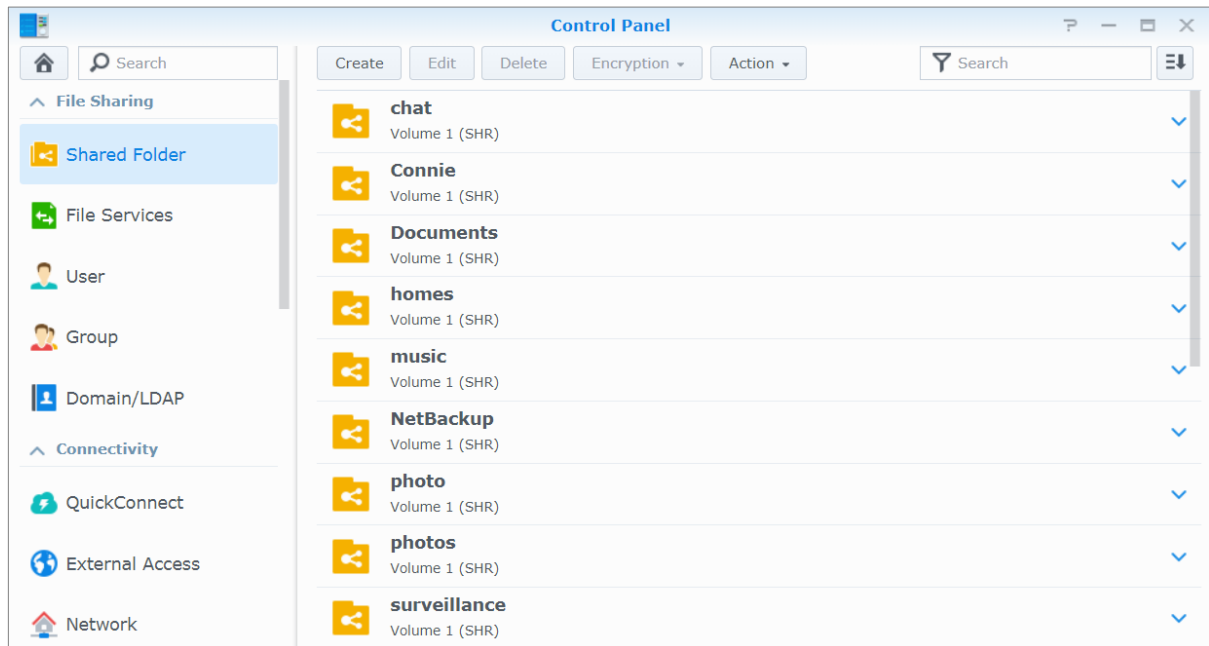 Control Panel
Search
File Sharing
Shared Folder
File Services
User
Group
Domain/LDAP
Connectivity
QuickConnect
External Access
Network
Create Edit Delete Encryption Action Search
chat
Volume 1 (SHR)
Connie
Volume 1 (SHR)
Documents
Volume 1 (SHR)
homes
Volume 1 (SHR)
music
Volume 1 (SHR)
NetBackup
Volume 1 (SHR)
photo
Volume 1 (SHR)
photos
Volume 1 (SHR)
surveillance
Volume 1 (SHR)